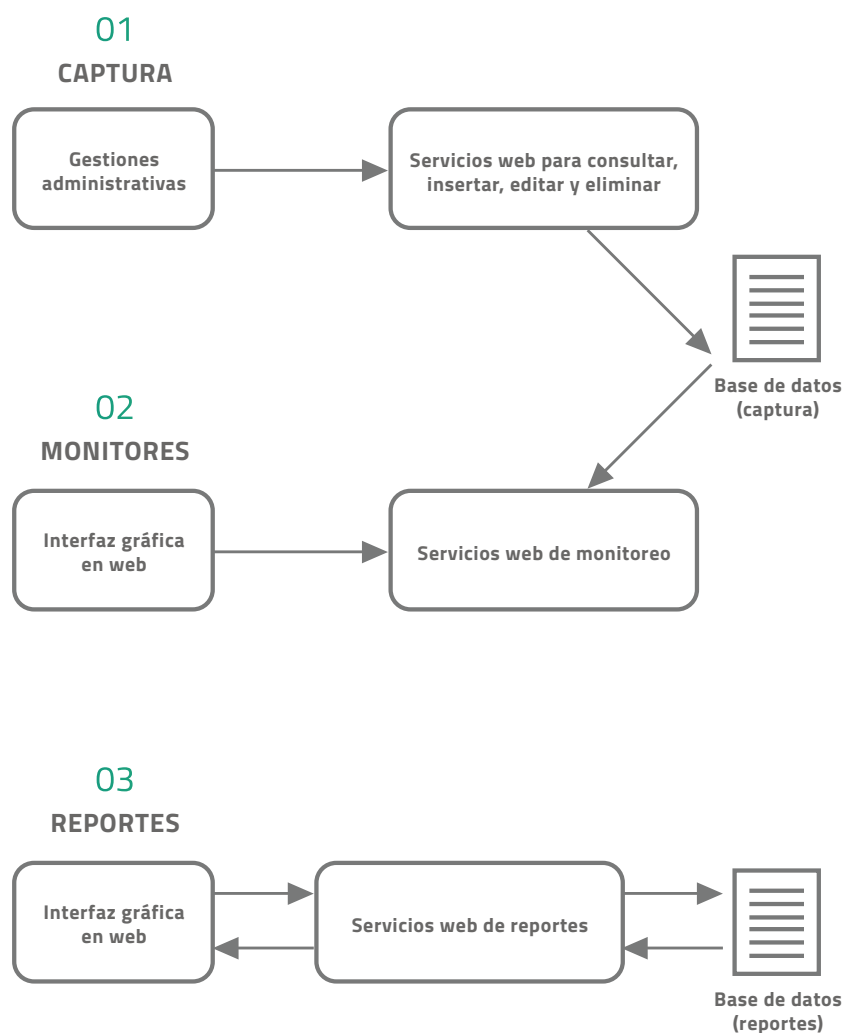 01
CAPTURA
Gestiones
administrativas
Servicios web para consultar,
insertar, editar y eliminar
Base de datos
(captura)
02
MONITORES
Interfaz gráfica
en web
Servicios web de monitoreo
03
REPORTES
Interfaz gráfica
en web
Servicios web de reportes
Base de datos
(reportes)